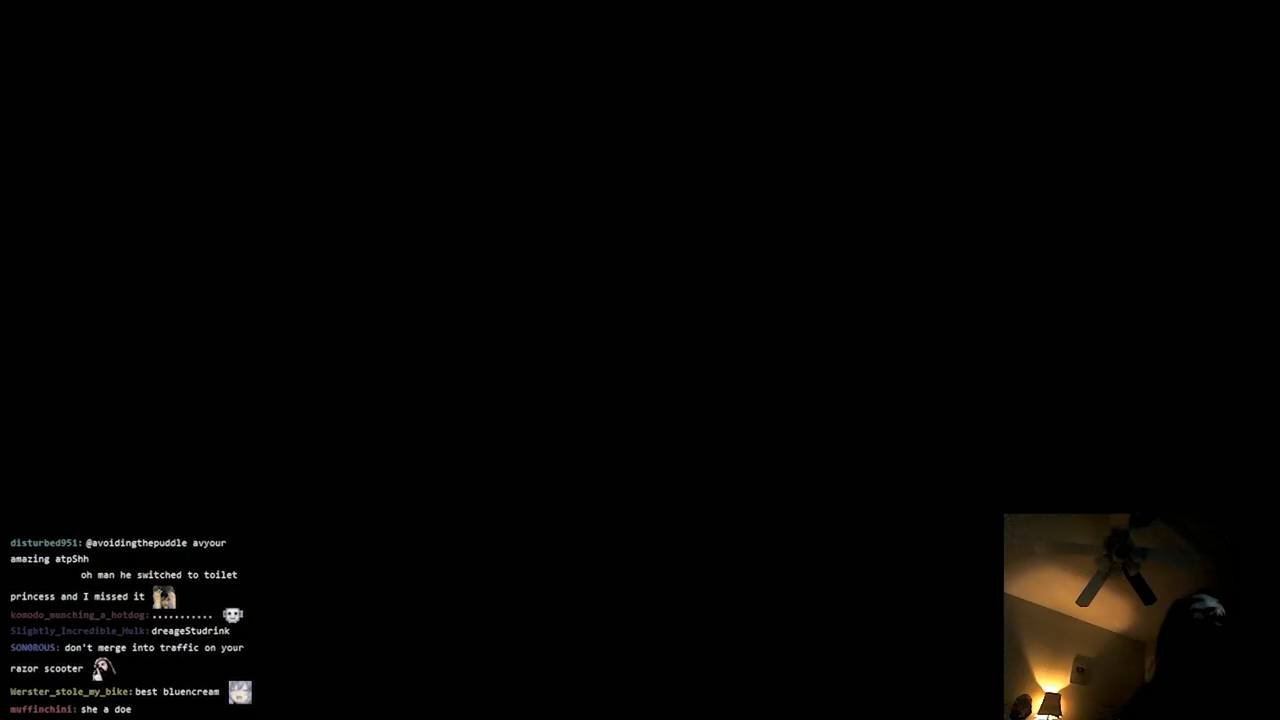 disturbed951: @avoidingthepuddle avyour
amazing atpShh
oh man he switched to toilet
princess and I missed it
komodo_munching_a_hotdog: ...........
Slightly_Incredible_Hulk: dreageStudrink
SON0ROUS: don't merge into traffic on your
razor scooter
Werster_stole_my_bike: best bluencream
muffinchini: she a doe